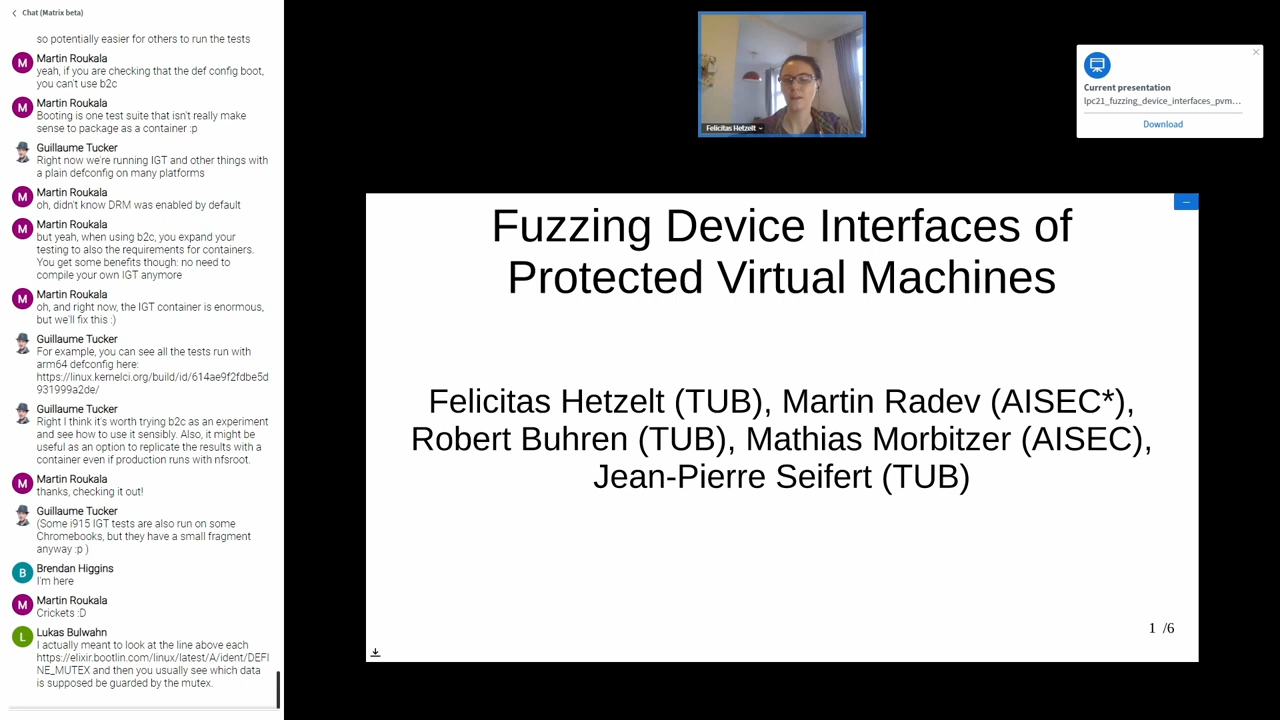 Chat (Matrix beta)
so potentially easier for others to run the tests
M
Martin Roukala
yeah, if you are checking that the def config boot,
you can't use b2c
M
Martin Roukala
Booting is one test suite that isn't really make
sense to package as a container :p
Guillaume Tucker
Right now we're running IGT and other things with
a plain defconfig on many platforms
M
Martin Roukala
oh, didn't know DRM was enabled by default
M
Martin Roukala
but yeah, when using b2c, you expand your
testing to also the requirements for containers.
You get some benefits though: no need to
compile your own IGT anymore
M
Martin Roukala
oh, and right now, the IGT container is enormous,
but we'll fix this :)
Guillaume Tucker
For example, you can see all the tests run with
arm64 defconfig here:
https://linux.kernelci.org/build/id/614ae9f2fdbe5d
931999a2de/
Guillaume Tucker
Right I think it's worth trying b2c as an experiment
and see how to use it sensibly. Also, it might be
useful as an option to replicate the results with a
container even if production runs with nfsroot.
M
Martin Roukala
thanks, checking it out!
Guillaume Tucker
(Some i915 IGT tests are also run on some
Chromebooks, but they have a small fragment
anyway :p )
B
Brendan Higgins
I'm here
M
Martin Roukala
Crickets :D
L
Lukas Bulwahn
I actually meant to look at the line above each
https://elixir.bootlin.com/linux/latest/A/ident/DEFI
NE_MUTEX and then you usually see which data
is supposed be guarded by the mutex.
Felicitas Hetzelt
Current presentation
lpc21_fuzzing_device_interfaces_pvm...
Download
Fuzzing Device Interfaces of
Protected Virtual Machines
Felicitas Hetzelt (TUB), Martin Radev (AISEC*),
Robert Buhren (TUB), Mathias Morbitzer (AISEC),
Jean-Pierre Seifert (TUB)
1 /6